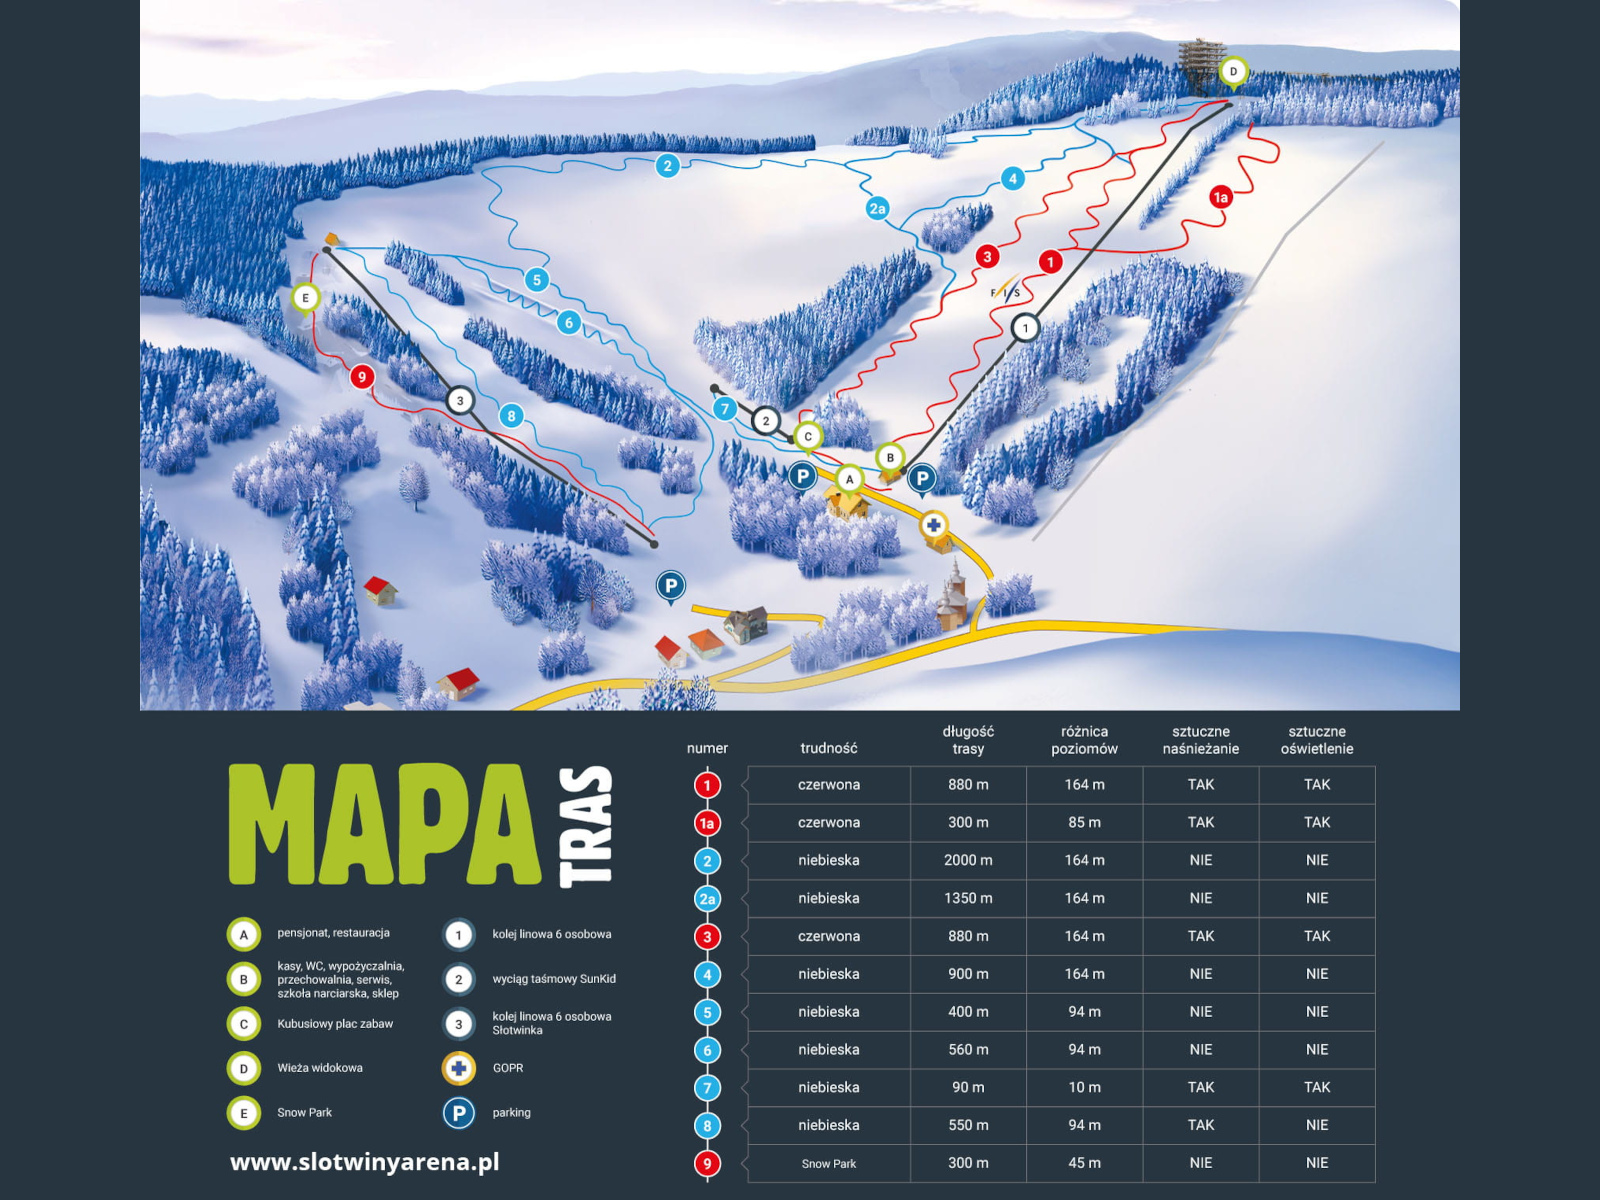 D
2
4
2a
1a
3
1
5
E
FIS
6
1
9
3
8
7
2
C
B
P
A
P
P
MAPA
TRAS
A pensjonat, restauracja
B kasy, WC, wypożyczalnia,
przechowalnia, serwis,
szkoła narciarska, sklep
C Kubusiowy plac zabaw
D Wieża widokowa
E Snow Park
1 kolej linowa 6 osobowa
2 wyciąg taśmowy SunKid
3 kolej linowa 6 osobowa
Słotwinka
GOPR
P parking
www.slotwinyarena.pl
numer trudność długość trasy różnica poziomów sztuczne naśnieżanie sztuczne oświetlenie
1 czerwona 880 m 164 m TAK TAK
1a czerwona 300 m 85 m TAK TAK
2 niebieska 2000 m 164 m NIE NIE
2a niebieska 1350 m 164 m NIE NIE
3 czerwona 880 m 164 m TAK TAK
4 niebieska 900 m 164 m NIE NIE
5 niebieska 400 m 94 m NIE NIE
6 niebieska 560 m 94 m NIE NIE
7 niebieska 90 m 10 m TAK TAK
8 niebieska 550 m 94 m TAK NIE
9 Snow Park 300 m 45 m NIE NIE